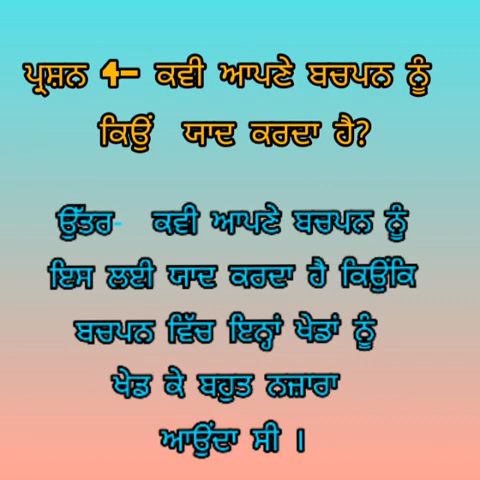 ਪ੍ਰਸ਼ਨ 4- ਕਵੀ ਆਪਣੇ ਬਚਪਨ ਨੂੰ
ਕਿਉਂ ਯਾਦ ਕਰਦਾ ਹੈ?
ਉੱਤਰ- ਕਵੀ ਆਪਣੇ ਬਚਪਨ ਨੂੰ
ਇਸ ਲਈ ਯਾਦ ਕਰਦਾ ਹੈ ਕਿਉਂਕਿ
ਬਚਪਨ ਵਿੱਚ ਇਨ੍ਹਾਂ ਖੇਡਾਂ ਨੂੰ
ਖੇਡ ਕੇ ਬਹੁਤ ਨਜ਼ਾਰਾ
ਆਉਂਦਾ ਸੀ ।